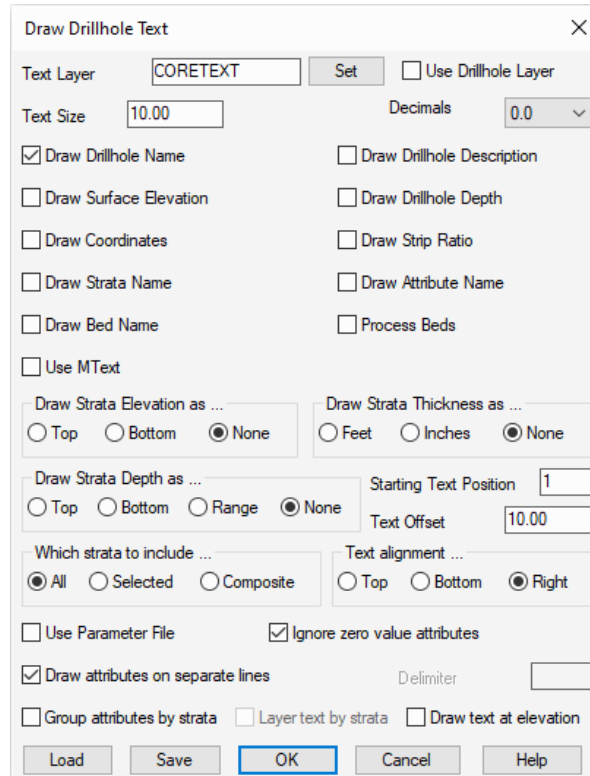 Draw Drillhole Text
Text Layer CORETEXT Set Use Drillhole Layer
Text Size 10.00 Decimals 0.0
Draw Drillhole Name Draw Drillhole Description
Draw Surface Elevation Draw Drillhole Depth
Draw Coordinates Draw Strip Ratio
Draw Strata Name Draw Attribute Name
Draw Bed Name Process Beds
Use MText
Draw Strata Elevation as ... Draw Strata Thickness as ...
Top Bottom None Feet Inches None
Draw Strata Depth as ... Starting Text Position 1
Top Bottom Range None Text Offset 10.00
Which strata to include ... Text alignment ...
All Selected Composite Top Bottom Right
Use Parameter File Ignore zero value attributes
Draw attributes on separate lines Delimiter
Group attributes by strata Layer text by strata Draw text at elevation
Load Save OK Cancel Help